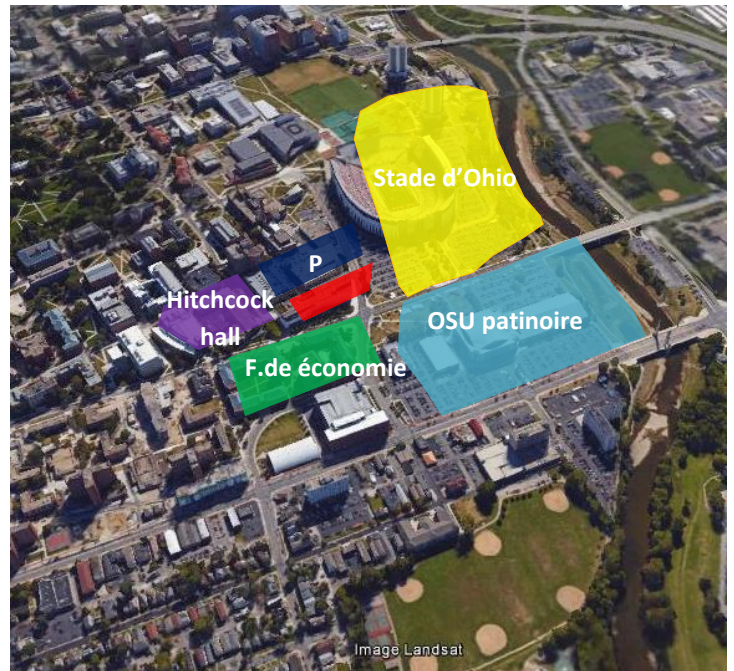 Stade d'Ohio
P
Hitchcock
hall
OSU patinoire
F.de économie
Image Landsat